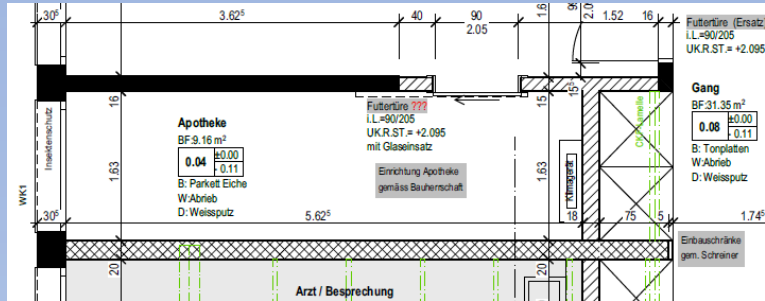 30⁵
3.62⁵
40
90
2.05
1.52
16
Futtertüre (Ersatz)
i.L.=90/205
UK.R.ST.= +2.095
16
Futtertüre ???
i.L.=90/205
UK.R.ST.= +2.095
mit Glaseinsatz
15
15⁵
Gang
BF:31.35 m²
0.08
±0.00
- 0.11
B: Tonplatten
W:Abrieb
D: Weissputz
Insektenschutz
Apotheke
BF:9.16 m²
0.04
±0.00
- 0.11
B: Parkett Eiche
W:Abrieb
D: Weissputz
1.63
Einrichtung Apotheke
gemäss Bauherrschaft
1.63
Klimagerät
WK1
30⁵
5.62⁵
18
75
5
1.74⁵
Einbauschränke
gem. Schreiner
20
20
Arzt / Besprechung